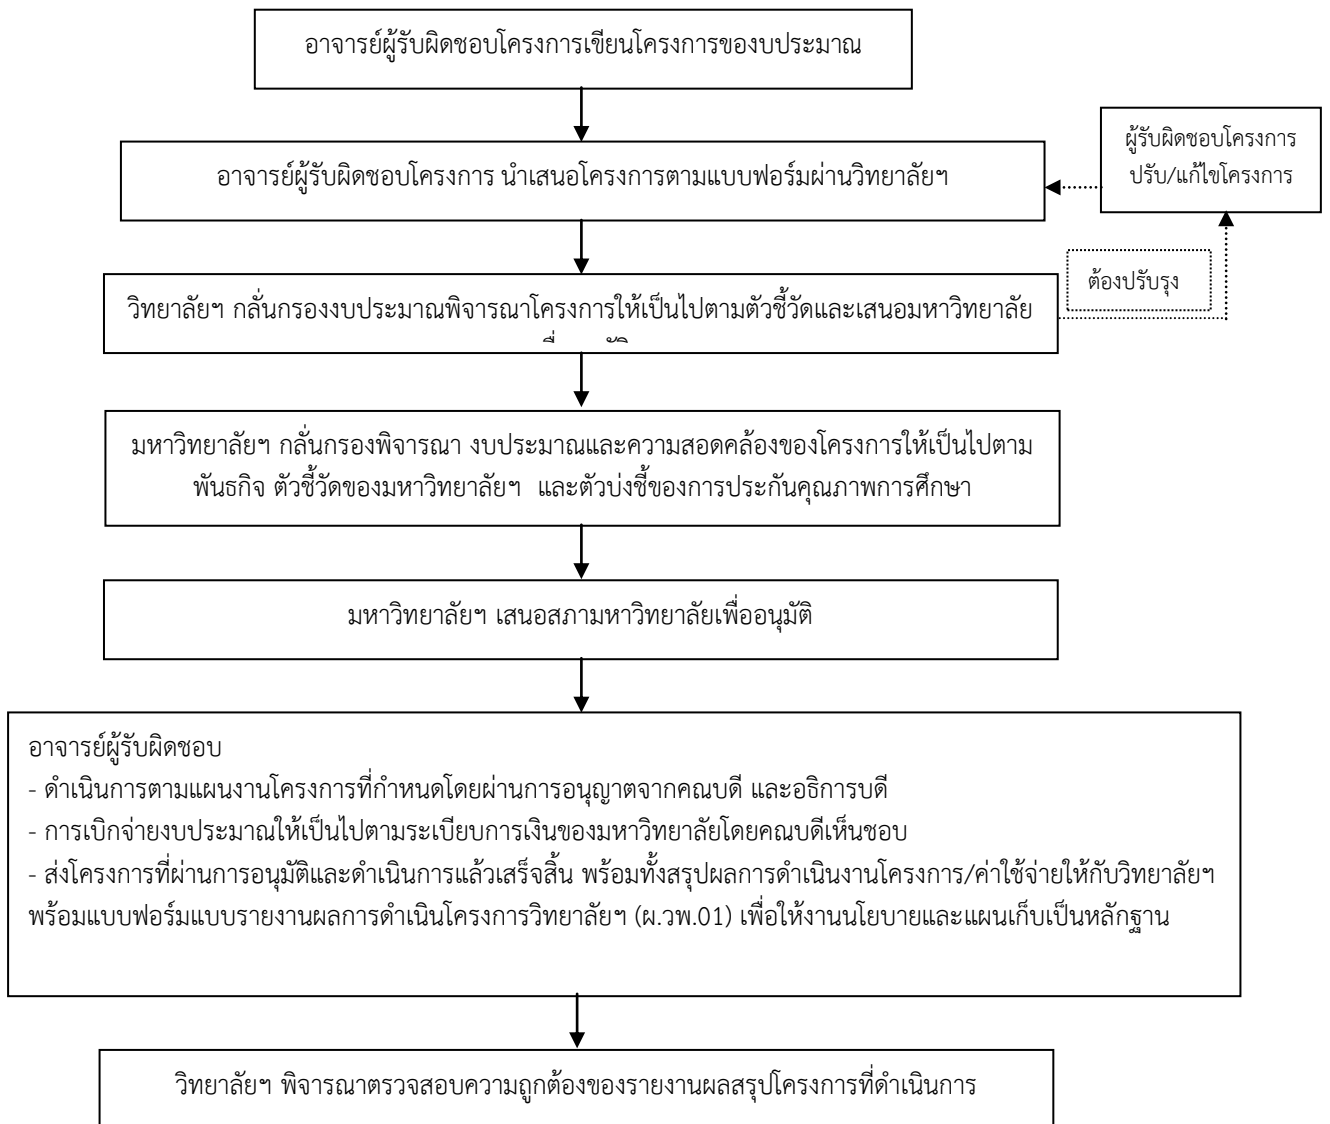 อาจารย์ผู้รับผิดชอบโครงการเขียนโครงการของบประมาณ
ผู้รับผิดชอบโครงการ
ปรับ/แก้ไขโครงการ
อาจารย์ผู้รับผิดชอบโครงการ นำเสนอโครงการตามแบบฟอร์มผ่านวิทยาลัยฯ
ต้องปรับรุง
วิทยาลัยฯ กลั่นกรองงบประมาณพิจารณาโครงการให้เป็นไปตามตัวชี้วัดและเสนอมหาวิทยาลัย
มหาวิทยาลัยฯ กลั่นกรองพิจารณา งบประมาณและความสอดคล้องของโครงการให้เป็นไปตาม
พันธกิจ ตัวชี้วัดของมหาวิทยาลัยฯ และตัวบ่งชี้ของการประกันคุณภาพการศึกษา
มหาวิทยาลัยฯ เสนอสภามหาวิทยาลัยเพื่ออนุมัติ
อาจารย์ผู้รับผิดชอบ
- ดำเนินการตามแผนงานโครงการที่กำหนดโดยผ่านการอนุญาตจากคณบดี และอธิการบดี
- การเบิกจ่ายงบประมาณให้เป็นไปตามระเบียบการเงินของมหาวิทยาลัยโดยคณบดีเห็นชอบ
- ส่งโครงการที่ผ่านการอนุมัติและดำเนินการแล้วเสร็จสิ้น พร้อมทั้งสรุปผลการดำเนินงานโครงการ/ค่าใช้จ่ายให้กับวิทยาลัยฯ
พร้อมแบบฟอร์มแบบรายงานผลการดำเนินโครงการวิทยาลัยฯ (ผ.วพ.01) เพื่อให้งานนโยบายและแผนเก็บเป็นหลักฐาน
วิทยาลัยฯ พิจารณาตรวจสอบความถูกต้องของรายงานผลสรุปโครงการที่ดำเนินการ